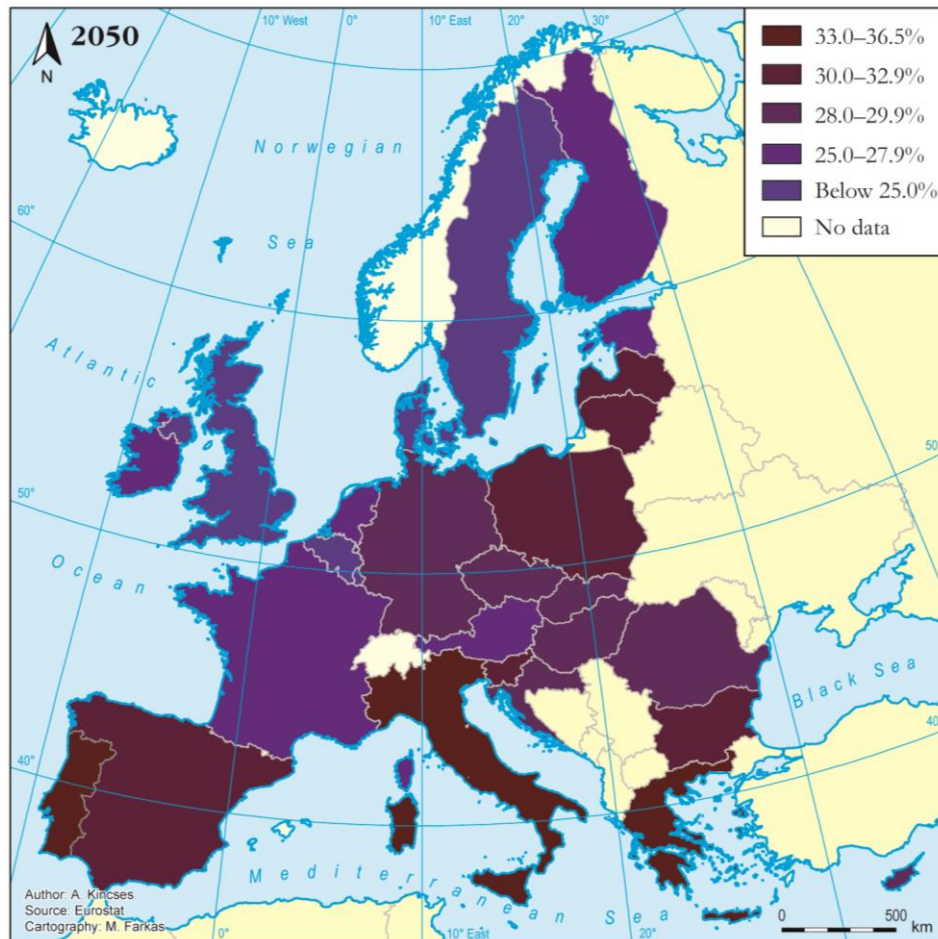 10° West
0°
10° East
20°
30°
2050
N
33.0–36.5%
30.0–32.9%
28.0–29.9%
25.0–27.9%
Below 25.0%
No data
Norwegian
Sea
60°
Atlantic
50°
50°
Ocean
Black Sea
40°
40°
Mediterranean Sea
Author: A. Kincses
Source: Eurostat
Cartography: M. Farkas
0°
10° East
20°
0 500
km